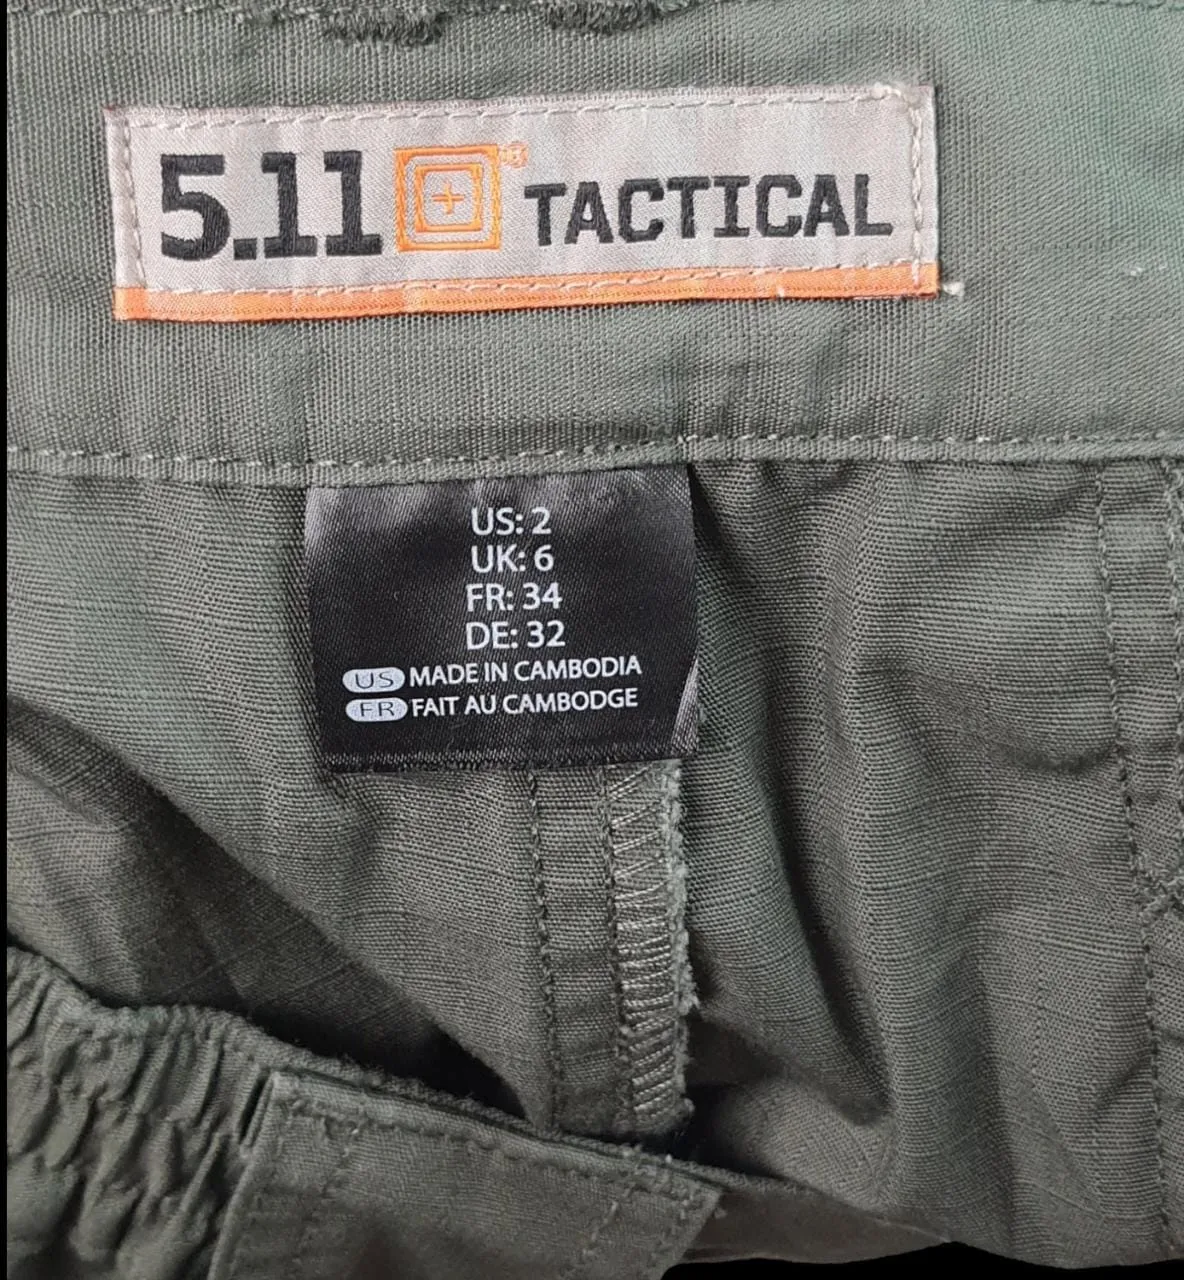 5.11® TACTICAL
US: 2
UK: 6
FR: 34
DE: 32
US MADE IN CAMBODIA
FR FAIT AU CAMBODGE